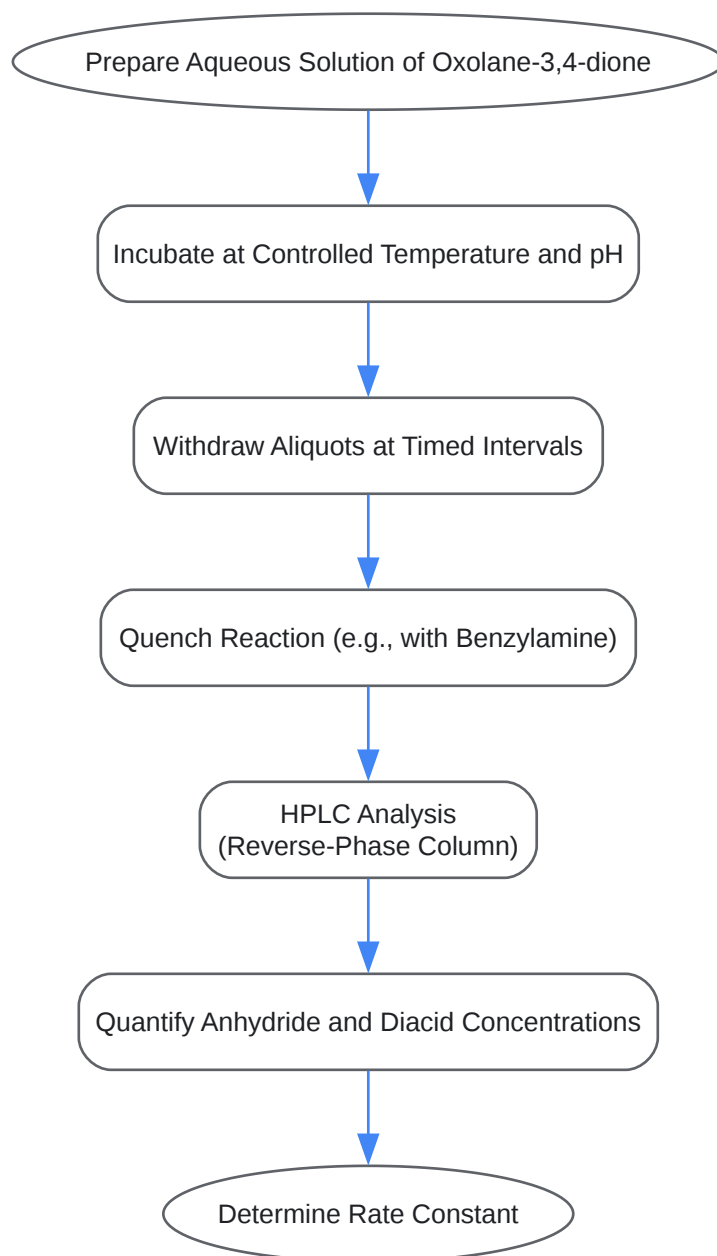 Prepare Aqueous Solution of Oxolane-3,4-dione
Incubate at Controlled Temperature and pH
Withdraw Aliquots at Timed Intervals
Quench Reaction (e.g., with Benzylamine)
HPLC Analysis
(Reverse-Phase Column)
Quantify Anhydride and Diacid Concentrations
Determine Rate Constant